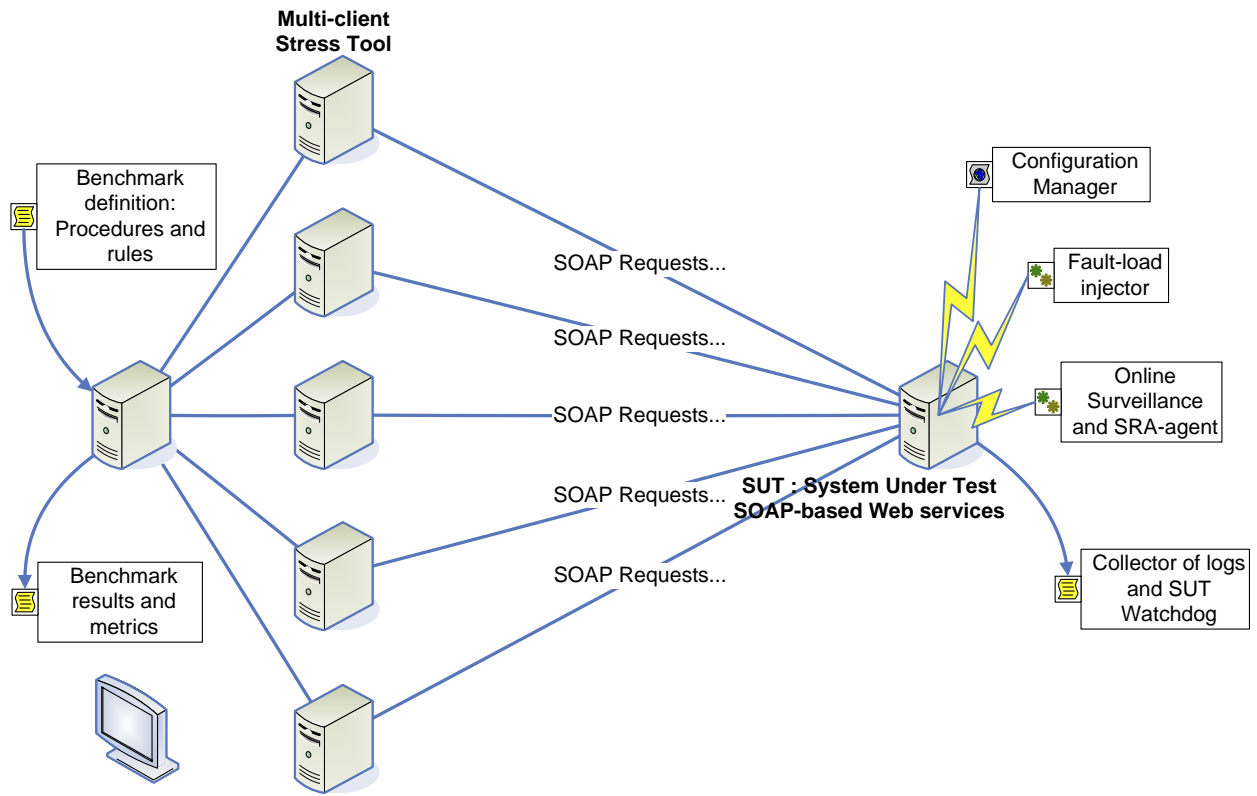 Multi-client
Stress Tool
Benchmark
definition:
Procedures and
rules
Configuration
Manager
SOAP Requests...
Fault-load
injector
SOAP Requests...
Online
Surveillance
and SRA-agent
SOAP Requests...
SOAP Requests...
SUT : System Under Test
SOAP-based Web services
SOAP Requests...
Benchmark
results and
metrics
Collector of logs
and SUT
Watchdog